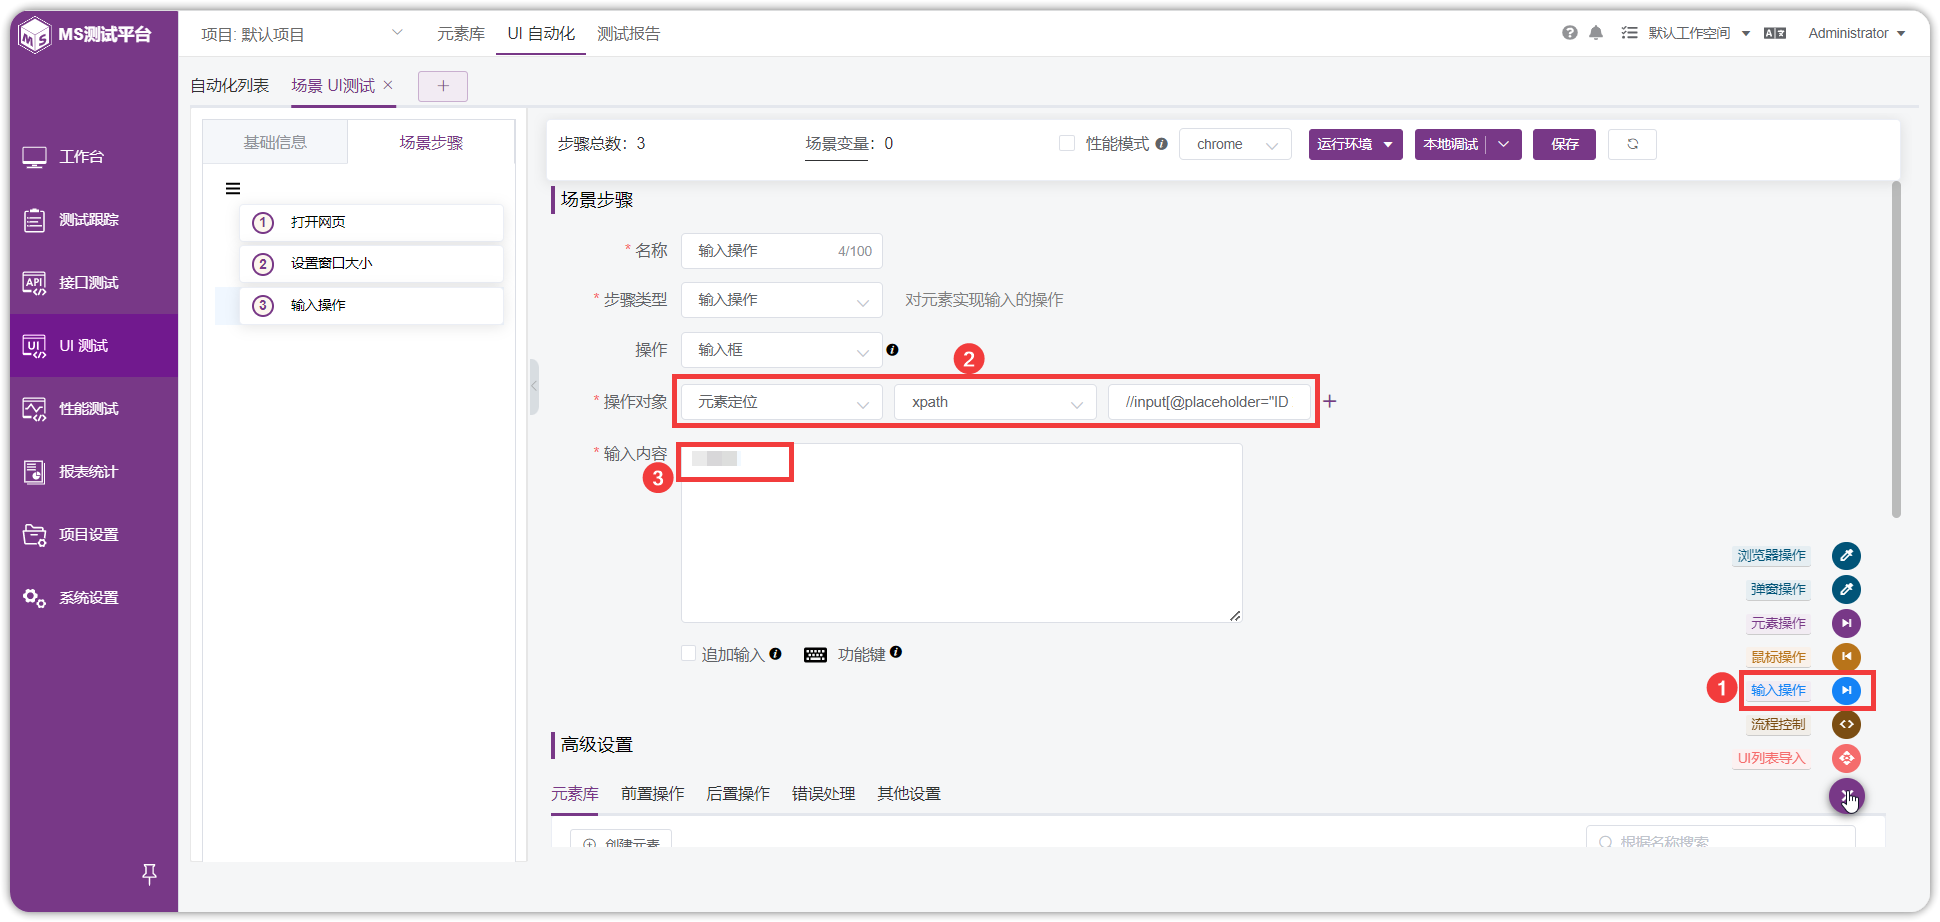 MS测试平台
项目: 默认项目
元素库
UI 自动化
测试报告
默认工作空间
Administrator
自动化列表
场景 UI测试
工作台
测试跟踪
接口测试
UI 测试
性能测试
报表统计
项目设置
系统设置
基础信息
场景步骤
1 打开网页
2 设置窗口大小
3 输入操作
步骤总数：3
场景变量：0
性能模式
chrome
运行环境
本地调试
保存
场景步骤
* 名称 输入操作 4/100
* 步骤类型 输入操作 对元素实现输入的操作
操作 输入框
2
* 操作对象 元素定位 xpath //input[@placeholder="ID
* 输入内容
3
追加输入
功能键
浏览器操作
弹窗操作
元素操作
鼠标操作
1 输入操作
流程控制
UI列表导入
高级设置
元素库 前置操作 后置操作 错误处理 其他设置
创建元素
根据名称搜索